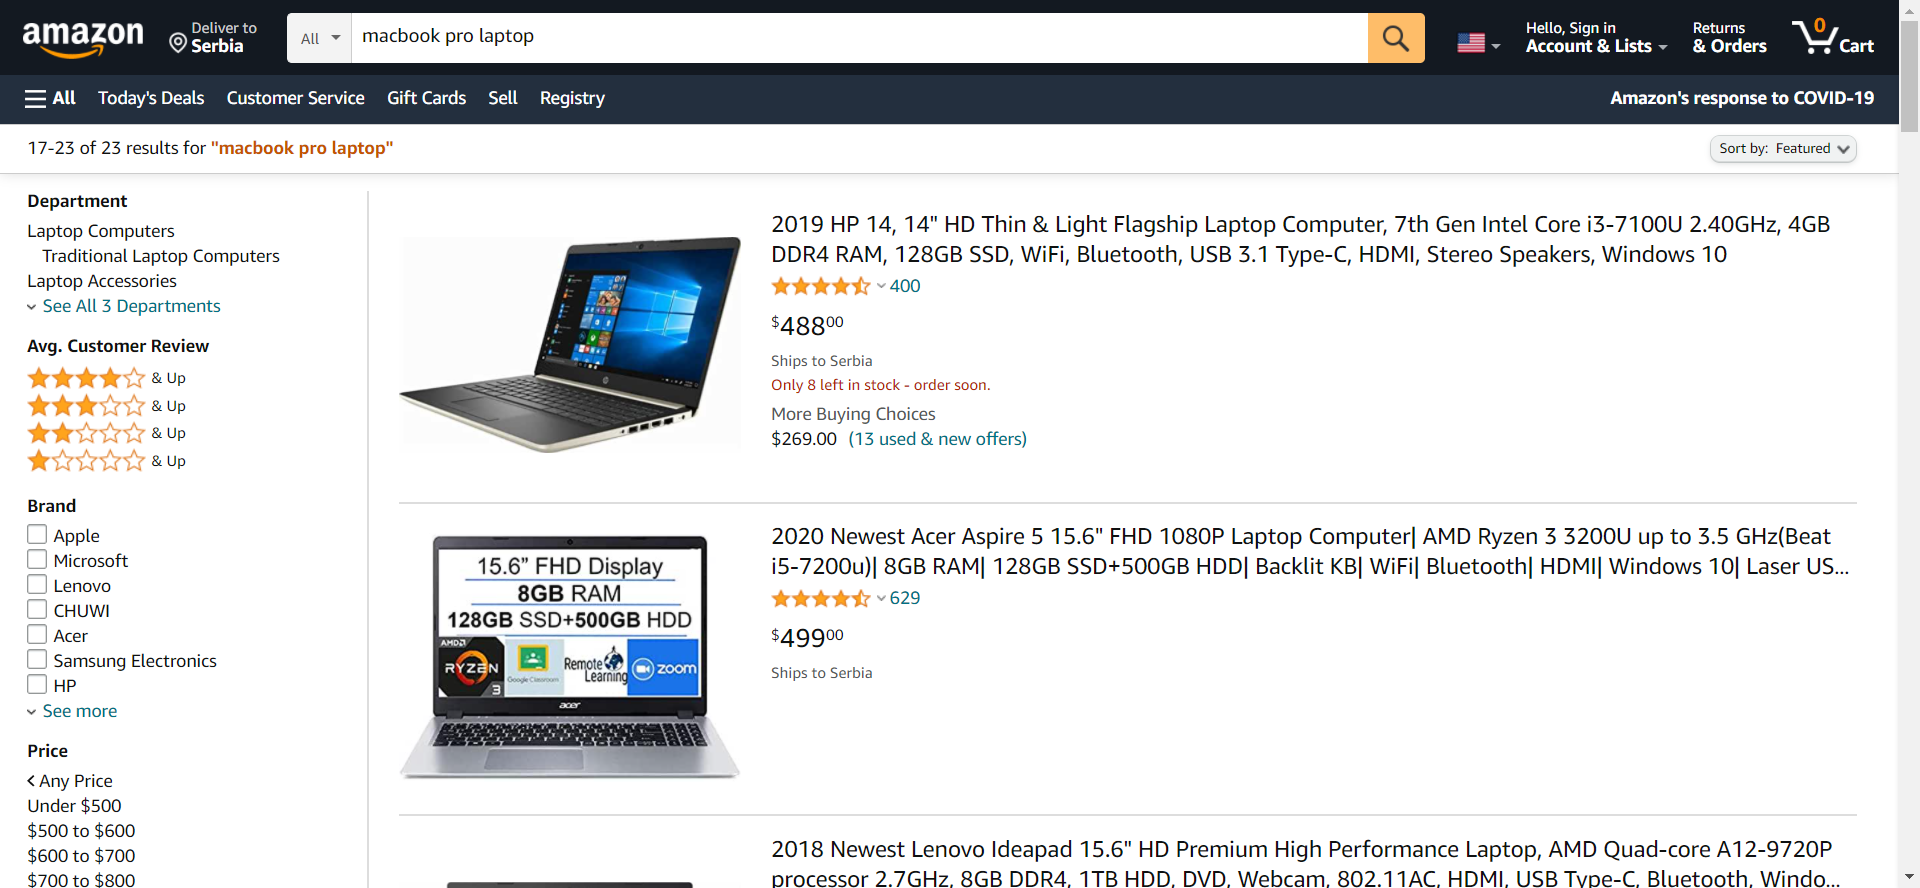 amazon
Deliver to
Serbia
All
macbook pro laptop
Hello, Sign in
Account & Lists
Returns
& Orders
0
Cart
All
Today's Deals
Customer Service
Gift Cards
Sell
Registry
Amazon's response to COVID-19
17-23 of 23 results for "macbook pro laptop"
Sort by: Featured
Department
Laptop Computers
Traditional Laptop Computers
Laptop Accessories
See All 3 Departments
Avg. Customer Review
& Up
& Up
& Up
& Up
Brand
Apple
Microsoft
Lenovo
CHUWI
Acer
Samsung Electronics
HP
See more
Price
Any Price
Under $500
$500 to $600
$600 to $700
$700 to $800
2019 HP 14, 14" HD Thin & Light Flagship Laptop Computer, 7th Gen Intel Core i3-7100U 2.40GHz, 4GB
DDR4 RAM, 128GB SSD, WiFi, Bluetooth, USB 3.1 Type-C, HDMI, Stereo Speakers, Windows 10
400
$48800
Ships to Serbia
Only 8 left in stock - order soon.
More Buying Choices
$269.00 (13 used & new offers)
15.6" FHD Display
8GB RAM
128GB SSD+500GB HDD
AMD
RYZEN
3
Google Classroom
Remote
Learning
zoom
acer
2020 Newest Acer Aspire 5 15.6" FHD 1080P Laptop Computer| AMD Ryzen 3 3200U up to 3.5 GHz(Beat
i5-7200u)| 8GB RAM| 128GB SSD+500GB HDD| Backlit KB| WiFi| Bluetooth| HDMI| Windows 10| Laser US...
629
$49900
Ships to Serbia
2018 Newest Lenovo Ideapad 15.6" HD Premium High Performance Laptop, AMD Quad-core A12-9720P
processor 2.7GHz, 8GB DDR4, 1TB HDD, DVD, Webcam, 802.11AC, HDMI, USB Type-C, Bluetooth, Windo...